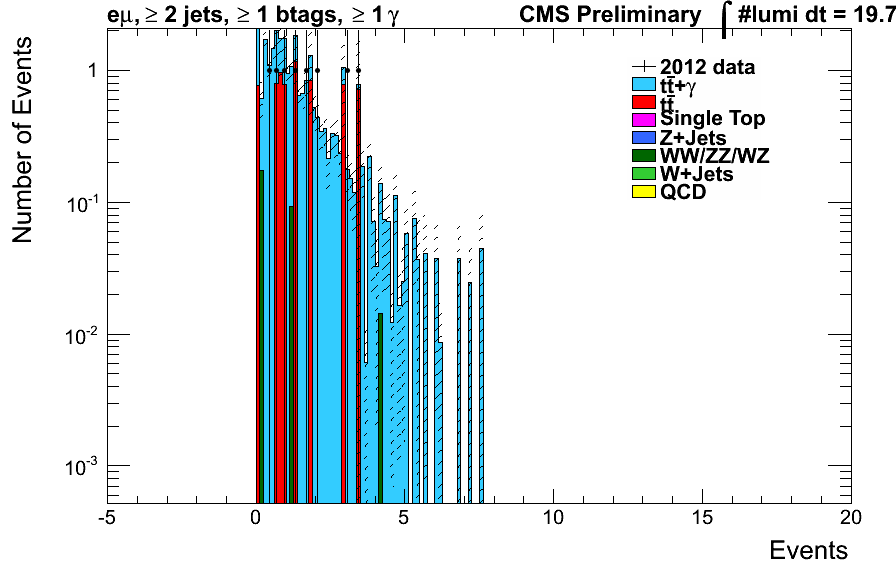 eμ, ≥ 2 jets, ≥ 1 btags, ≥ 1 γ
CMS Preliminary ∫ #lumi dt = 19.7
Number of Events
1
10⁻¹
10⁻²
10⁻³
2012 data
tt̄+γ
tt̄
Single Top
Z+Jets
WW/ZZ/WZ
W+Jets
QCD
-5 0 5 10 15 20
Events